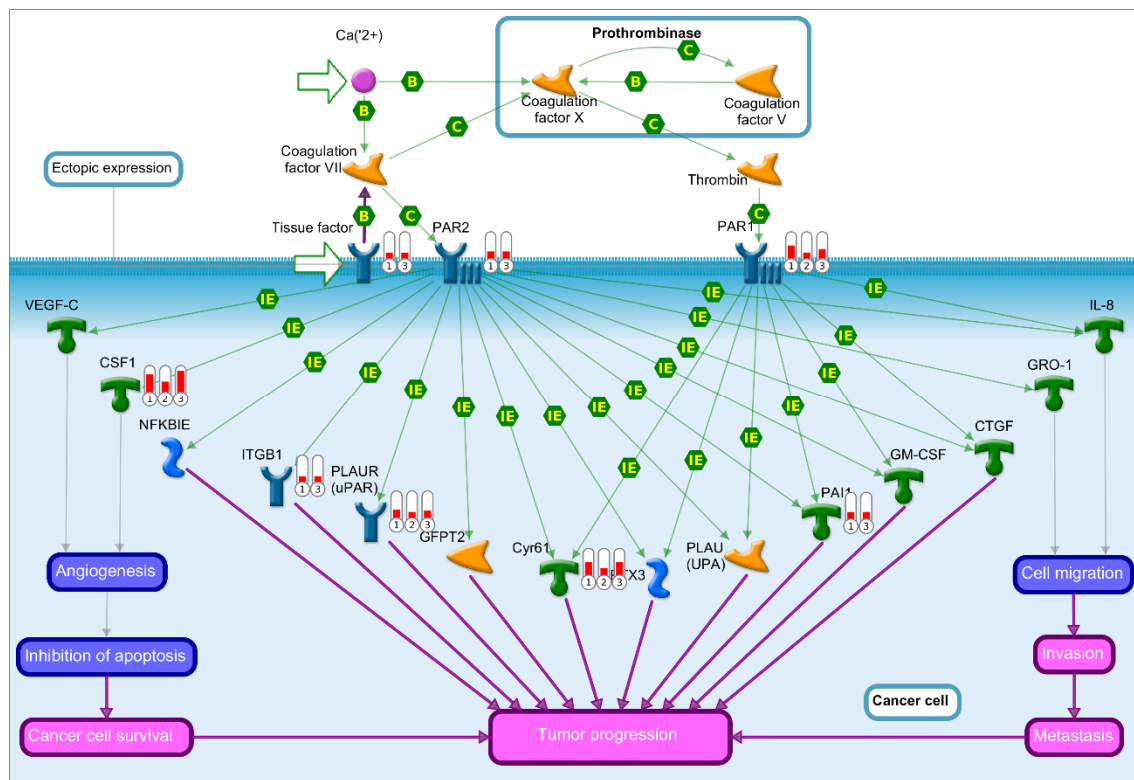 Ca('2+)
Prothrombinase
C
B
B
B
Coagulation
factor X
Coagulation
factor V
C
C
Coagulation
factor VII
Ectopic expression
Thrombin
B
C
C
Tissue factor
PAR2
PAR1
1 3
1 3
1 2 3
IE
IE
IE
VEGF-C
IL-8
IE
IE
CSF1
1 2 3
GRO-1
IE
IE
IE
IE
IE
NFKBIE
CTGF
ITGB1
1 3
PLAUR
(uPAR)
1 2 3
GM-CSF
PAI1
1 3
IE
IE
IE
IE
IE
IE
IE
IE
IE
IE
GFPT2
Cyr61
1 2 3
PLAU
(UPA)
Angiogenesis
Cell migration
Inhibition of apoptosis
Invasion
Cancer cell
Cancer cell survival
Tumor progression
Metastasis